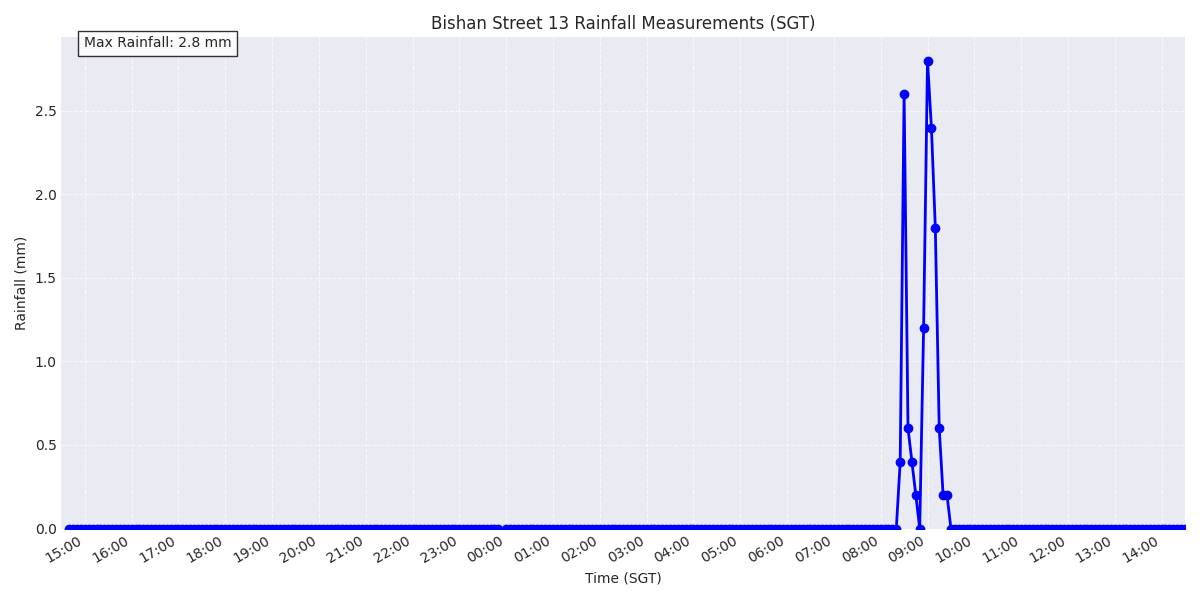 Bishan Street 13 Rainfall Measurements (SGT)
Max Rainfall: 2.8 mm
Rainfall (mm)
2.5
2.0
1.5
1.0
0.5
0.0
15:00 16:00 17:00 18:00 19:00 20:00 21:00 22:00 23:00 00:00 01:00 02:00 03:00 04:00 05:00 06:00 07:00 08:00 09:00 10:00 11:00 12:00 13:00 14:00
Time (SGT)